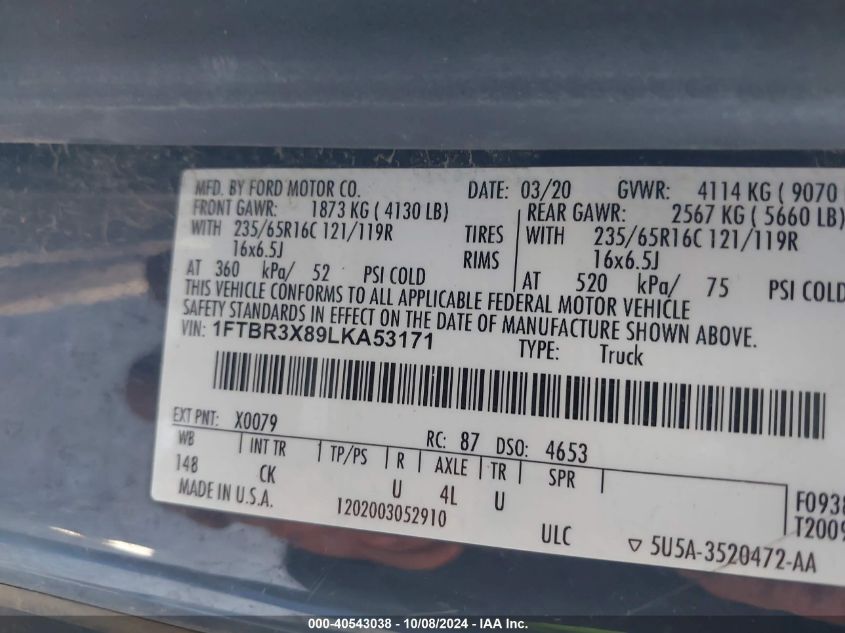 MFD. BY FORD MOTOR CO. DATE: 03/20 GVWR: 4114 KG ( 9070
FRONT GAWR: 1873 KG ( 4130 LB) REAR GAWR: 2567 KG ( 5660 LB)
WITH 235/65R16C 121/119R TIRES WITH 235/65R16C 121/119R
16x6.5J RIMS 16x6.5J
AT 360 kPa/ 52 PSI COLD AT 520 kPa/ 75 PSI COLD
THIS VEHICLE CONFORMS TO ALL APPLICABLE FEDERAL MOTOR VEHICLE
SAFETY STANDARDS IN EFFECT ON THE DATE OF MANUFACTURE SHOWN ABOVE.
VIN: 1FTBR3X89LKA53171 TYPE: Truck
EXT PNT: X0079 RC: 87 DSO: 4653
WB INT TR TP/PS R AXLE TR SPR
148 CK U 4L U F0938
MADE IN U.S.A. 1202003052910 ULC T2009
▽ 5U5A-3520472-AA
000-40543038 - 10/08/2024 - IAA Inc.